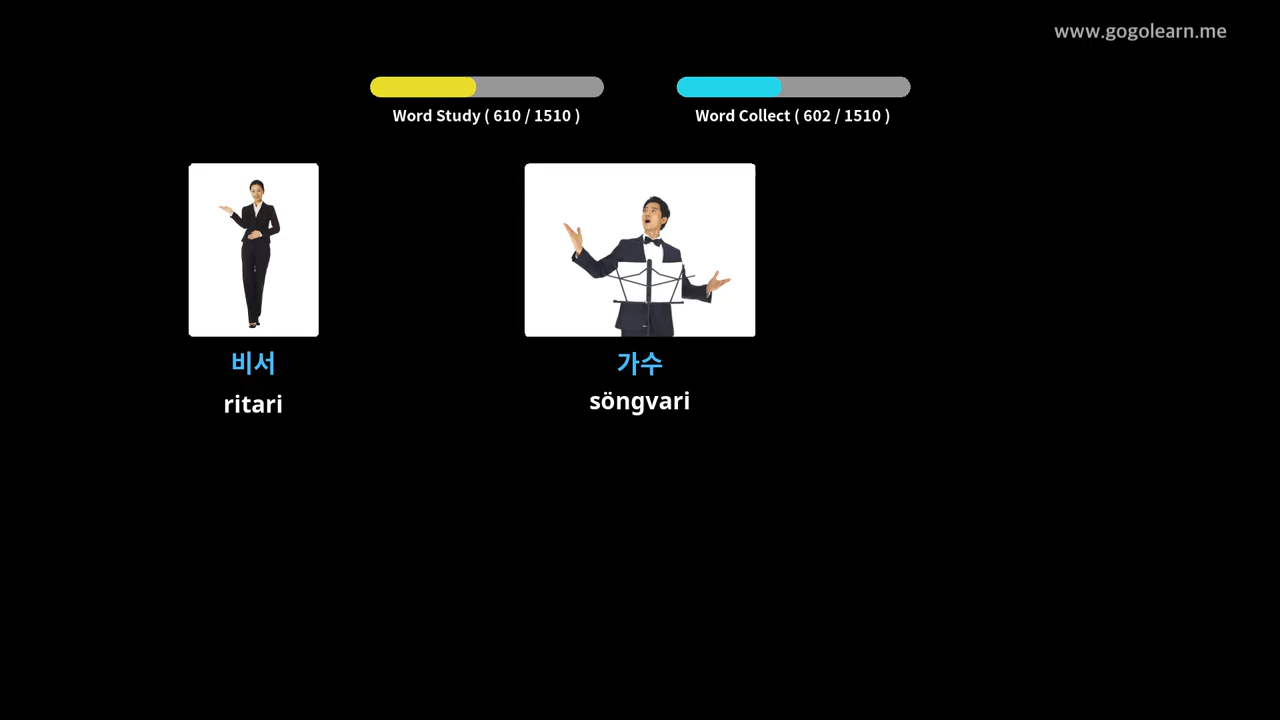 www.gogolearn.me
Word Study ( 610 / 1510 )
Word Collect ( 602 / 1510 )
비서
ritari
가수
söngvari